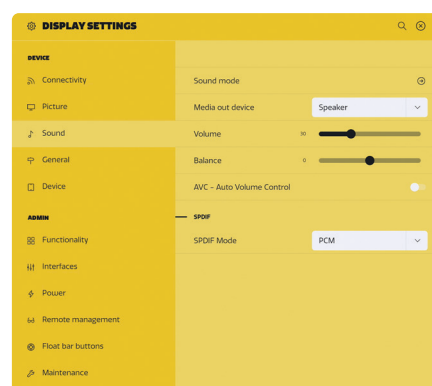 DISPLAY SETTINGS
DEVICE
Connectivity
Picture
Sound
General
Device
ADMIN
Functionality
Interfaces
Power
Remote management
Float bar buttons
Maintenance
Sound mode
Media out device Speaker
Volume 30
Balance 0
AVC - Auto Volume Control
SPDIF
SPDIF Mode PCM